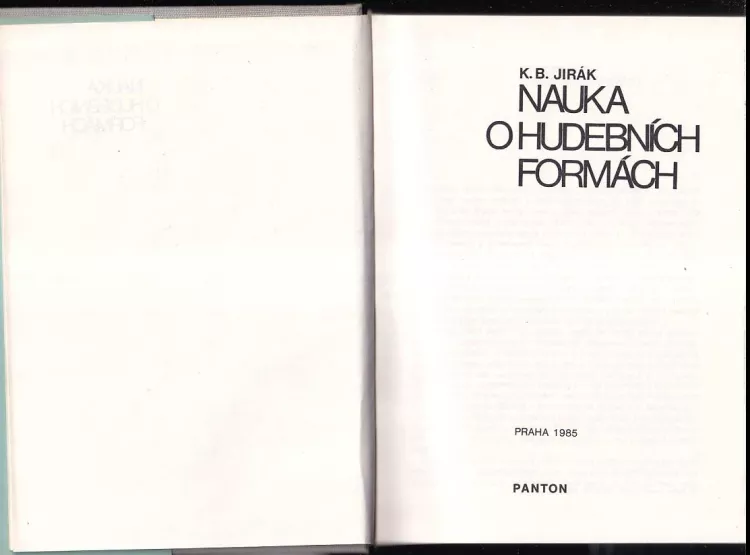 K. B. JIRÁK
NAUKA
O HUDEBNÍCH
FORMÁCH
PRAHA 1985
PANTON